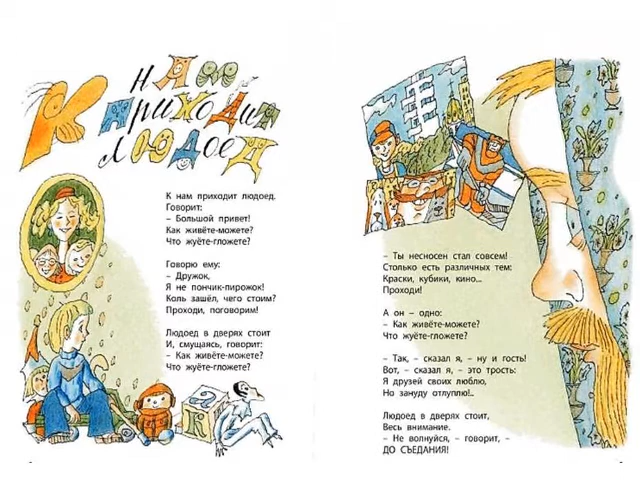 К нам
приходит
людоед
К нам приходит людоед.
Говорит:
– Большой привет!
Как живёте-можете?
Что жуёте-гложете?
Говорю ему:
– Дружок,
Я не пончик-пирожок!
Коль зашёл, чего стоим?
Проходи, поговорим!
Людоед в дверях стоит
И, смущаясь, говорит:
– Как живёте-можете?
Что жуёте-гложете?
– Ты несносен стал совсем!
Столько есть различных тем:
Краски, кубики, кино...
Проходи!
А он – одно:
– Как живёте-можете?
Что жуёте-гложете?
– Так, – сказал я, – ну и гость!
Вот, – сказал я, – это трость:
Я друзей своих люблю,
Но зануду отлуплю!..
Людоед в дверях стоит,
Весь внимание.
– Не волнуйся, – говорит, –
ДО СЪЕДАНИЯ!